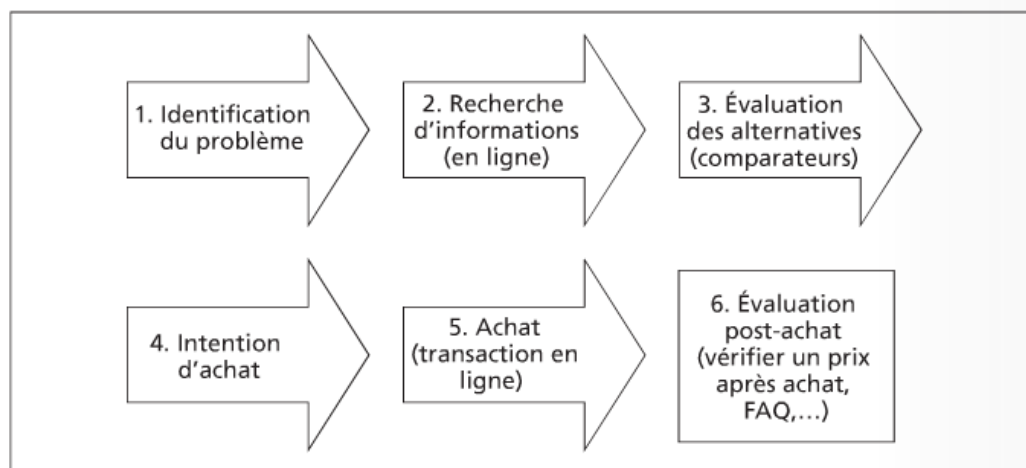 1. Identification
du problème
2. Recherche
d’informations
(en ligne)
3. Évaluation
des alternatives
(comparateurs)
4. Intention
d’achat
5. Achat
(transaction en
ligne)
6. Évaluation
post-achat
(vérifier un prix
après achat,
FAQ,…)